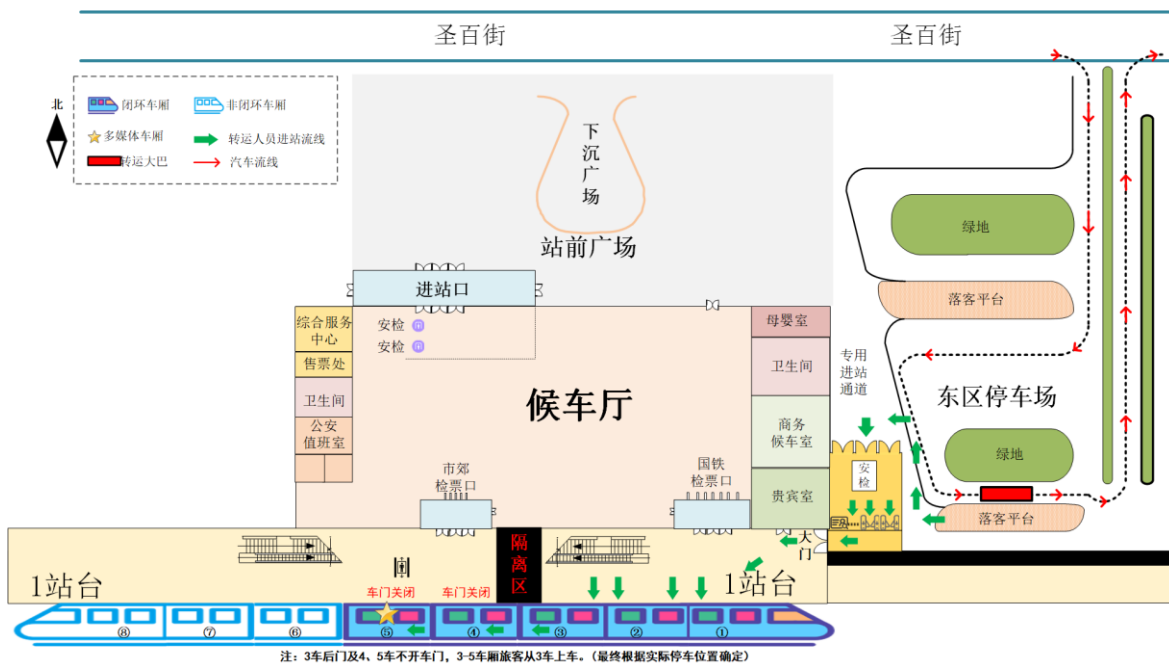 圣百街
圣百街
北
闭环车厢
非闭环车厢
多媒体车厢
转运人员进站流线
转运大巴
汽车流线
下沉广场
站前广场
绿地
进站口
落客平台
综合服务
中心
安检
安检
母婴室
售票处
卫生间
专用
进站
通道
卫生间
候车厅
东区停车场
公安
值班室
商务
候车室
绿地
市郊
检票口
国铁
检票口
安检
贵宾室
落客平台
大门
隔离区
1站台
1站台
车门关闭
车门关闭
⑧
⑦
⑥
⑤
④
③
②
①
注：3车后门及4、5车不开车门，3-5车厢旅客从3车上车。（最终根据实际停车位置确定）